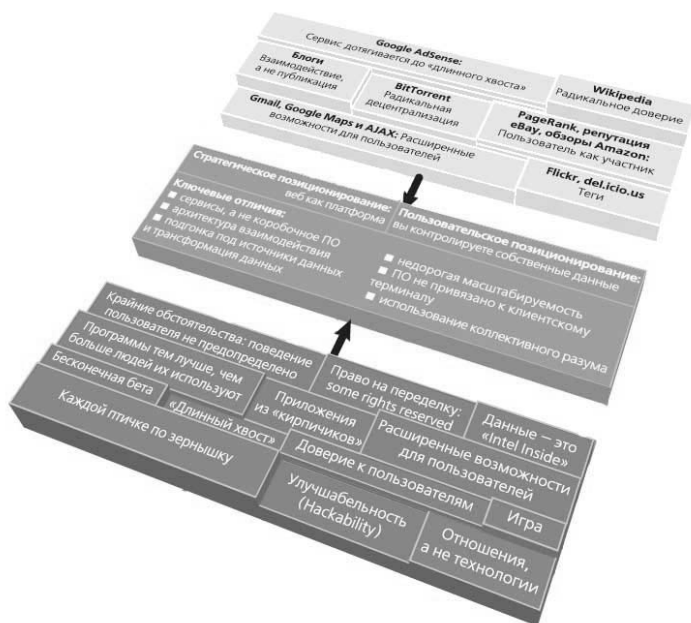 Google AdSense:
Сервис дотягивается до «длинного хвоста»
Блоги
Взаимодействие,
а не публикация
BitTorrent
Радикальная
децентрализация
Wikipedia
Радикальное доверие
Gmail, Google Maps и AJAX: Расширенные
возможности для пользователей
PageRank, репутация
eBay, обзоры Amazon:
Пользователь как участник
Flickr, del.icio.us
Теги
Стратегическое позиционирование:
веб как платформа
Ключевые отличия:
■ сервисы, а не коробочное ПО
■ архитектура взаимодействия
■ подгонка под источники данных
и трансформация данных
Пользовательское позиционирование:
вы контролируете собственные данные
■ недорогая масштабируемость
■ ПО не привязано к клиентскому
терминалу
■ использование коллективного разума
Крайние обстоятельства: поведение
пользователя не предопределено
Право на переделку:
some rights reserved
Данные – это
«Intel Inside»
Программы тем лучше, чем
больше людей их используют
Приложения
из «кирпичиков»
Расширенные возможности
для пользователей
Бесконечная бета
«Длинный хвост»
Доверие к пользователям
Игра
Каждой птичке по зернышку
Улучшабельность
(Hackability)
Отношения,
а не технологии